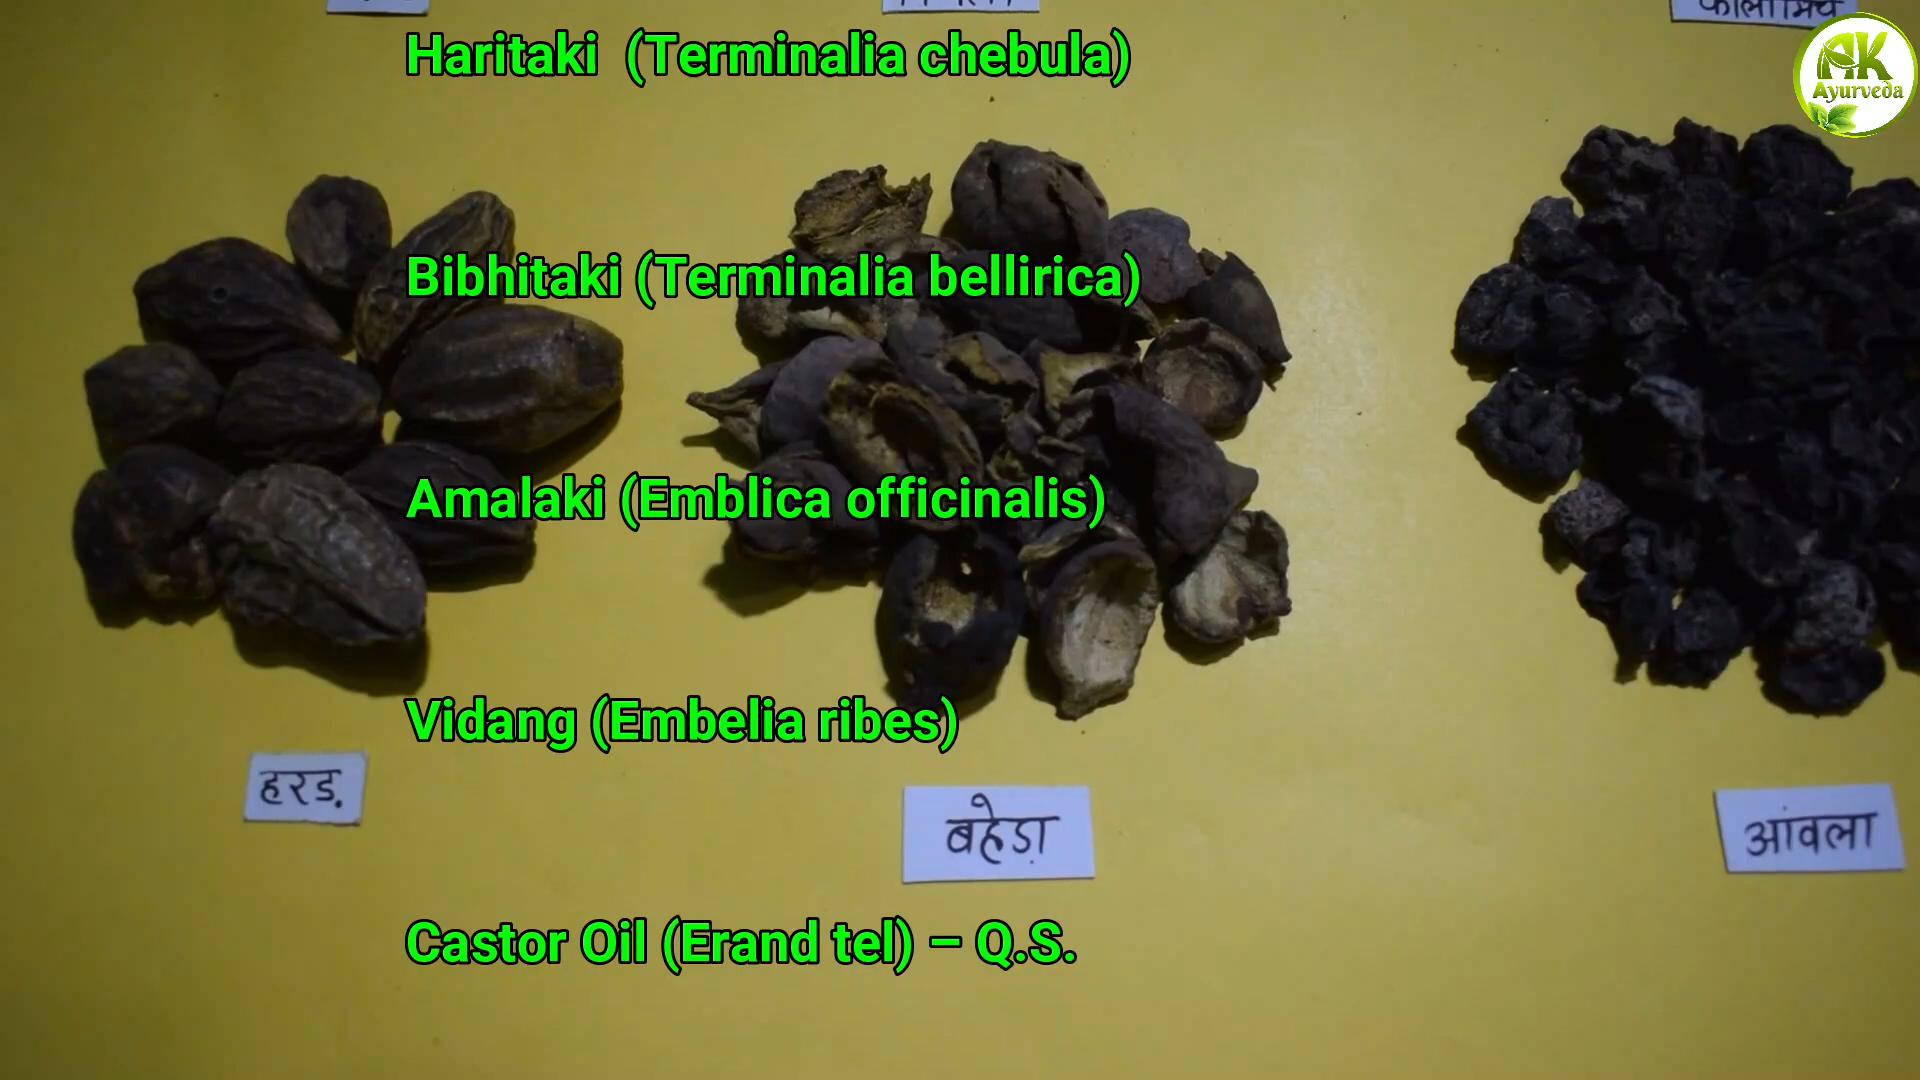 Haritaki (Terminalia chebula)
AK
Ayurveda
Bibhitaki (Terminalia bellirica)
Amalaki (Emblica officinalis)
Vidang (Embelia ribes)
हरड़
बहेड़ा
आंवला
Castor Oil (Erand tel) – Q.S.